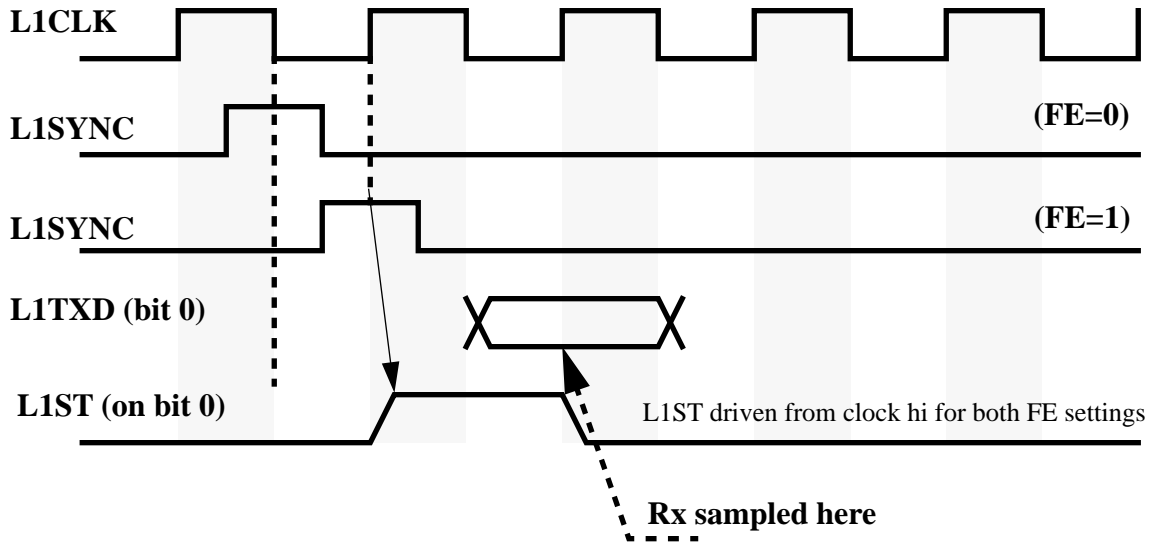 L1CLK
L1SYNC (FE=0)
L1SYNC (FE=1)
L1TXD (bit 0)
L1ST (on bit 0)
L1ST driven from clock hi for both FE settings
Rx sampled here